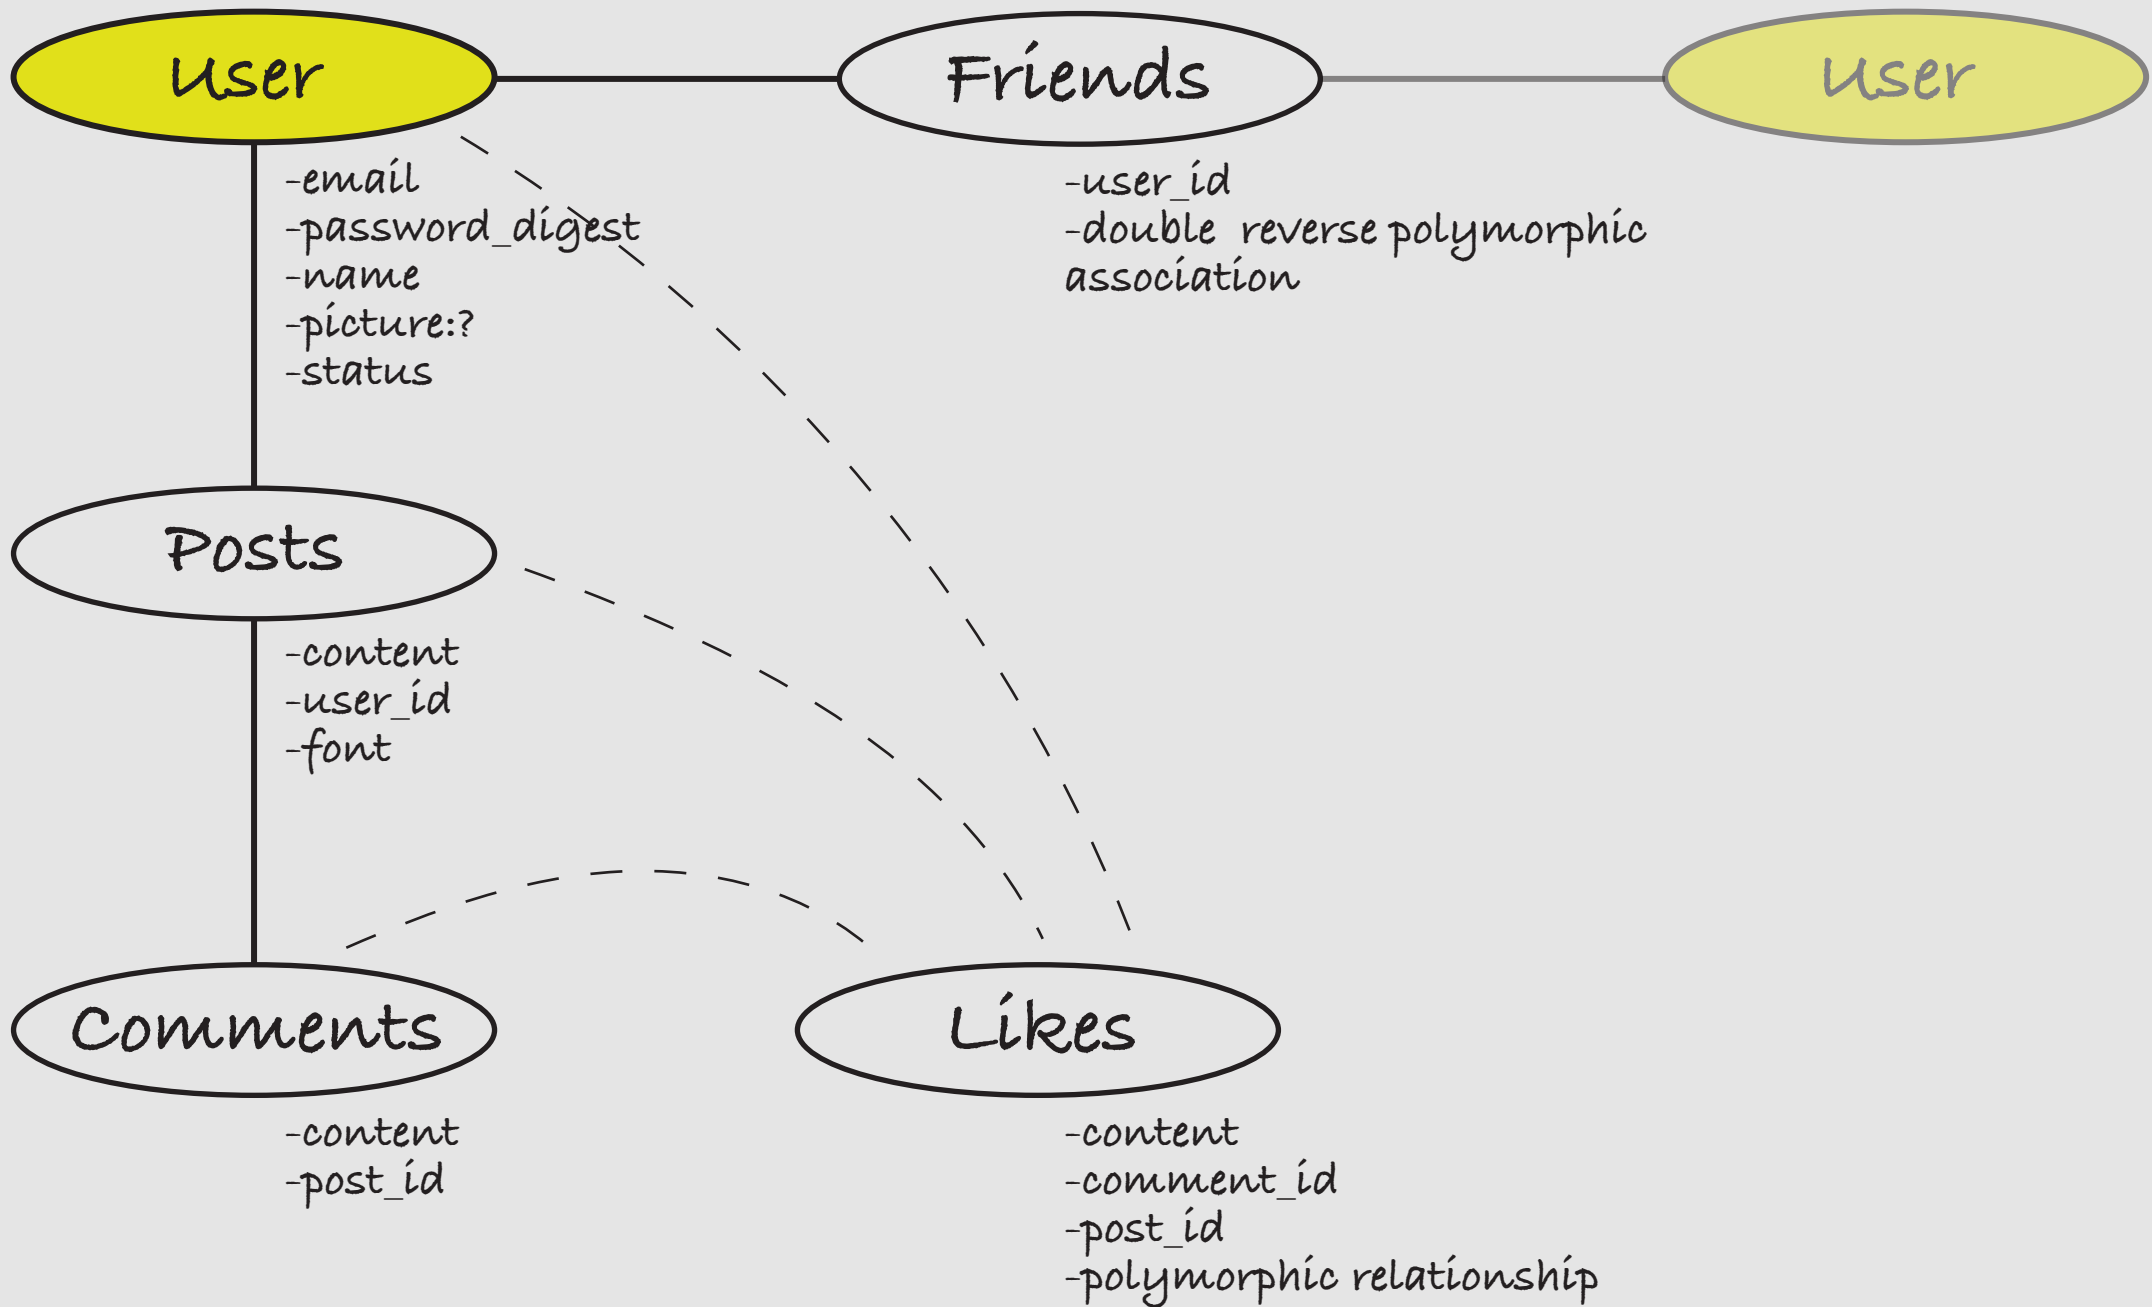 User
Friends
User
-email
-password_digest
-name
-picture:?
-status
-user_id
-double reverse polymorphic
association
Posts
-content
-user_id
-font
Comments
Likes
-content
-post_id
-content
-comment_id
-post_id
-polymorphic relationship